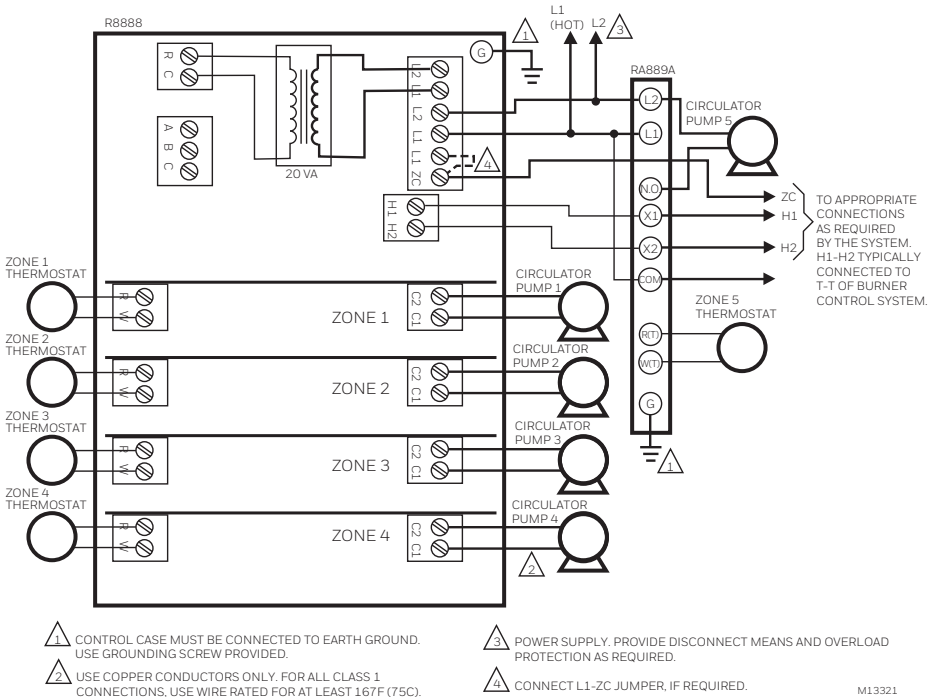 R8888
L1
(HOT)
L2
3
1
RA889A
R
C
20 VA
G
L2
L1
L2
L1
L1
ZC
4
A
B
C
H1
H2
L2
L1
N.O
X1
X2
COM
R(T)
W(T)
G
1
CIRCULATOR
PUMP 5
ZC
H1
H2
TO APPROPRIATE
CONNECTIONS
AS REQUIRED
BY THE SYSTEM.
H1-H2 TYPICALLY
CONNECTED TO
T-T OF BURNER
CONTROL SYSTEM.
ZONE 5
THERMOSTAT
ZONE 1
THERMOSTAT
R
W
ZONE 1
C2
C1
CIRCULATOR
PUMP 1
ZONE 2
THERMOSTAT
R
W
ZONE 2
C2
C1
CIRCULATOR
PUMP 2
ZONE 3
THERMOSTAT
R
W
ZONE 3
C2
C1
CIRCULATOR
PUMP 3
ZONE 4
THERMOSTAT
R
W
ZONE 4
C2
C1
CIRCULATOR
PUMP 4
2
1 CONTROL CASE MUST BE CONNECTED TO EARTH GROUND.
USE GROUNDING SCREW PROVIDED.
2 USE COPPER CONDUCTORS ONLY. FOR ALL CLASS 1
CONNECTIONS, USE WIRE RATED FOR AT LEAST 167F (75C).
3 POWER SUPPLY. PROVIDE DISCONNECT MEANS AND OVERLOAD
PROTECTION AS REQUIRED.
4 CONNECT L1-ZC JUMPER, IF REQUIRED.
M13321